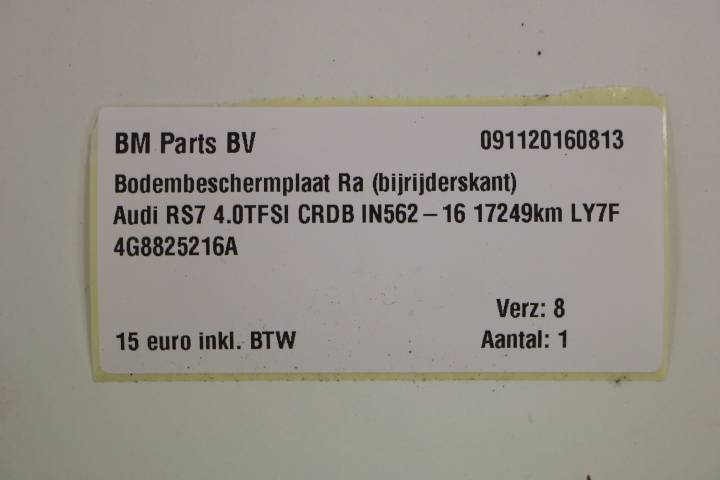 BM Parts BV 091120160813
Bodembeschermplaat Ra (bijrijderskant)
Audi RS7 4.0TFSI CRDB IN562-16 17249km LY7F
4G8825216A
Verz: 8
15 euro inkl. BTW Aantal: 1